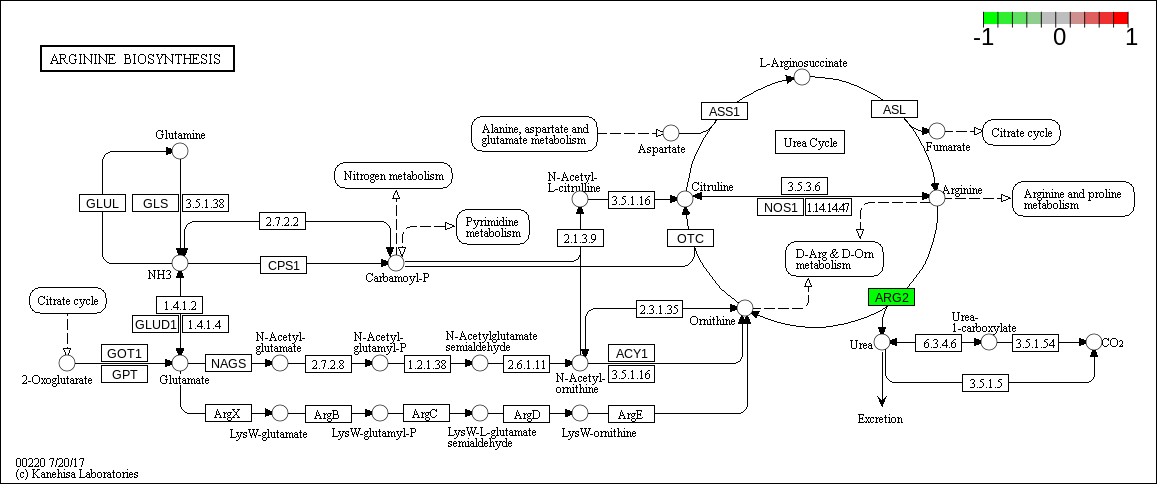 -1 0 1
ARGININE BIOSYNTHESIS
L-Arginosuccinate
ASS1
ASL
Alanine, aspartate and
glutamate metabolism
Aspartate
Urea Cycle
Fumarate
Citrate cycle
Glutamine
Nitrogen metabolism
N-Acetyl-
L-citrulline
Citruline
3.5.3.6
Arginine
Arginine and proline
metabolism
GLUL
GLS
3.5.1.38
3.5.1.16
NOS1
1.14.14.47
2.7.2.2
Pyrimidine
metabolism
2.1.3.9
OTC
D-Arg & D-Orn
metabolism
NH3
CPS1
Carbamoyl-P
Citrate cycle
1.4.1.2
GLUD1
1.4.1.4
2.3.1.35
Ornithine
ARG2
Urea-
1-carboxylate
N-Acetyl-
glutamate
N-Acetyl-
glutamyl-P
N-Acetylglutamate
semialdehyde
GOT1
GPT
2-Oxoglutarate
Glutamate
NAGS
2.7.2.8
1.2.1.38
2.6.1.11
N-Acetyl-
ornithine
ACY1
3.5.1.16
Urea
6.3.4.6
3.5.1.54
CO2
3.5.1.5
Excretion
ArgX
ArgB
ArgC
ArgD
ArgE
LysW-glutamate
LysW-glutamyl-P
LysW-L-glutamate
semialdehyde
LysW-ornithine
00220 7/20/17
(c) Kanehisa Laboratories